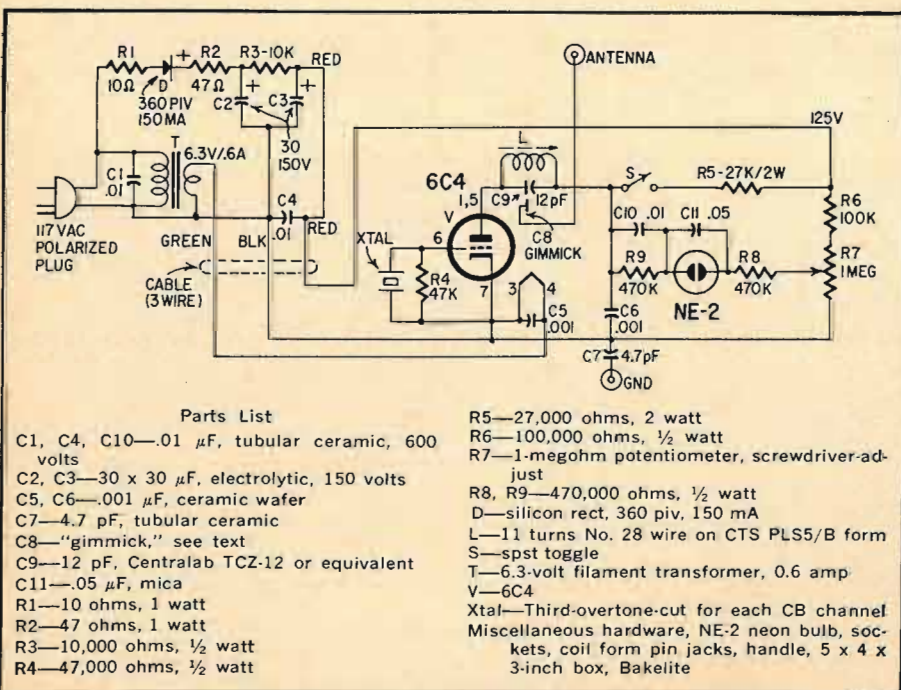 R1
R2
R3-10K
RED
ANTENNA
10Ω
D
47Ω
+
+
+
360 PIV
150MA
C2
C3
30
150V
125V
T
6.3V/.6A
L
C1
.01
6C4
1,5
C9
12pF
S
R5-27K/2W
C4
.01
RED
V
C8
GIMMICK
C10 .01
C11 .05
R6
100K
117 VAC
POLARIZED
PLUG
GREEN
BLK
XTAL
6
R7
1MEG
CABLE
(3 WIRE)
R4
47K
7
3
4
R9
470K
R8
470K
NE-2
C5
.001
C6
.001
C7
4.7pF
GND
Parts List
C1, C4, C10—.01 μF, tubular ceramic, 600
volts
C2, C3—30 x 30 μF, electrolytic, 150 volts
C5, C6—.001 μF, ceramic wafer
C7—4.7 pF, tubular ceramic
C8—"gimmick," see text
C9—12 pF, Centralab TCZ-12 or equivalent
C11—.05 μF, mica
R1—10 ohms, 1 watt
R2—47 ohms, 1 watt
R3—10,000 ohms, ½ watt
R4—47,000 ohms, ½ watt
R5—27,000 ohms, 2 watt
R6—100,000 ohms, ½ watt
R7—1-megohm potentiometer, screwdriver-ad-
just
R8, R9—470,000 ohms, ½ watt
D—silicon rect, 360 piv, 150 mA
L—11 turns No. 28 wire on CTS PLS5/B form
S—spst toggle
T—6.3-volt filament transformer, 0.6 amp
V—6C4
Xtal—Third-overtone-cut for each CB channel
Miscellaneous hardware, NE-2 neon bulb, soc-
kets, coil form pin jacks, handle, 5 x 4 x
3-inch box, Bakelite